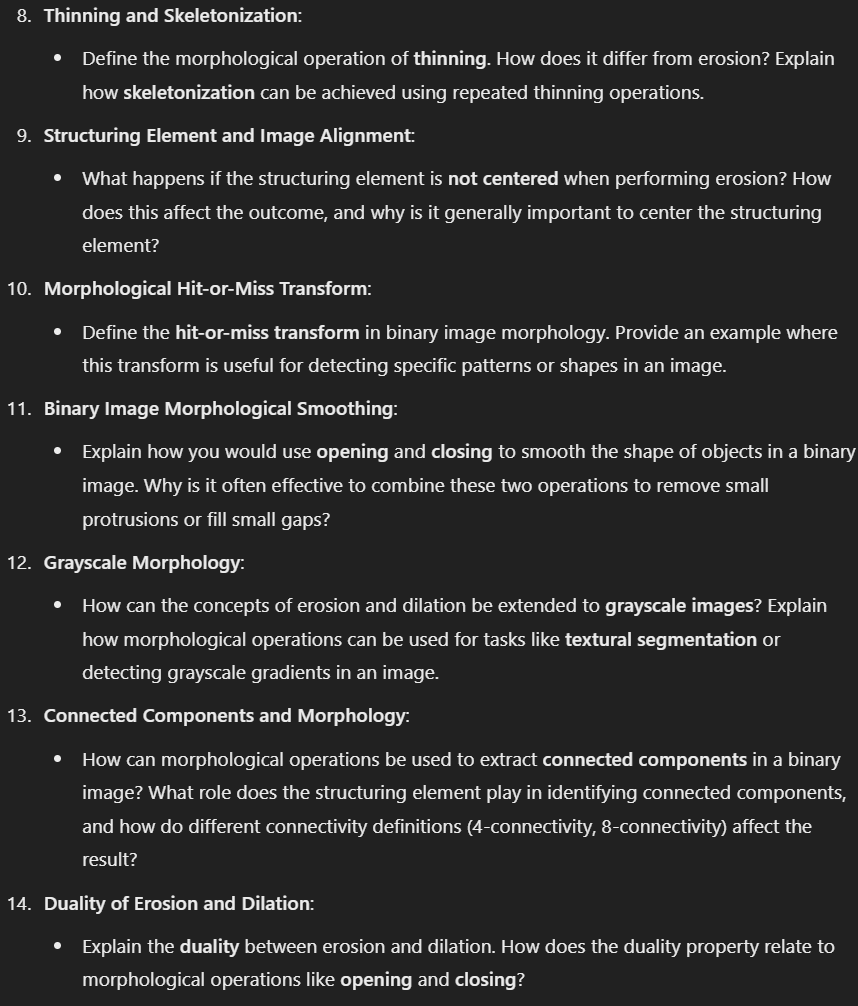 8. Thinning and Skeletonization:
• Define the morphological operation of thinning. How does it differ from erosion? Explain
how skeletonization can be achieved using repeated thinning operations.
9. Structuring Element and Image Alignment:
• What happens if the structuring element is not centered when performing erosion? How
does this affect the outcome, and why is it generally important to center the structuring
element?
10. Morphological Hit-or-Miss Transform:
• Define the hit-or-miss transform in binary image morphology. Provide an example where
this transform is useful for detecting specific patterns or shapes in an image.
11. Binary Image Morphological Smoothing:
• Explain how you would use opening and closing to smooth the shape of objects in a binary
image. Why is it often effective to combine these two operations to remove small
protrusions or fill small gaps?
12. Grayscale Morphology:
• How can the concepts of erosion and dilation be extended to grayscale images? Explain
how morphological operations can be used for tasks like textural segmentation or
detecting grayscale gradients in an image.
13. Connected Components and Morphology:
• How can morphological operations be used to extract connected components in a binary
image? What role does the structuring element play in identifying connected components,
and how do different connectivity definitions (4-connectivity, 8-connectivity) affect the
result?
14. Duality of Erosion and Dilation:
• Explain the duality between erosion and dilation. How does the duality property relate to
morphological operations like opening and closing?